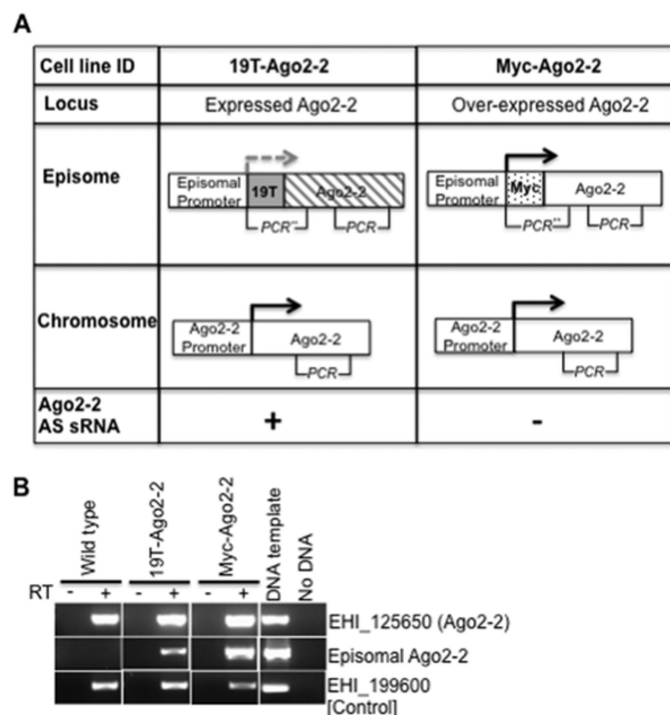 A
Cell line ID 19T-Ago2-2 Myc-Ago2-2
Locus Expressed Ago2-2 Over-expressed Ago2-2
Episome
Episomal Promoter 19T Ago2-2
PCR** PCR
Episomal Promoter Myc Ago2-2
PCR** PCR
Chromosome
Ago2-2 Promoter Ago2-2
PCR
Ago2-2 Promoter Ago2-2
PCR
Ago2-2 AS sRNA + -
B
Wild type 19T-Ago2-2 Myc-Ago2-2 DNA template No DNA
RT - + - + - +
EHI_125650 (Ago2-2)
Episomal Ago2-2
EHI_199600
[Control]